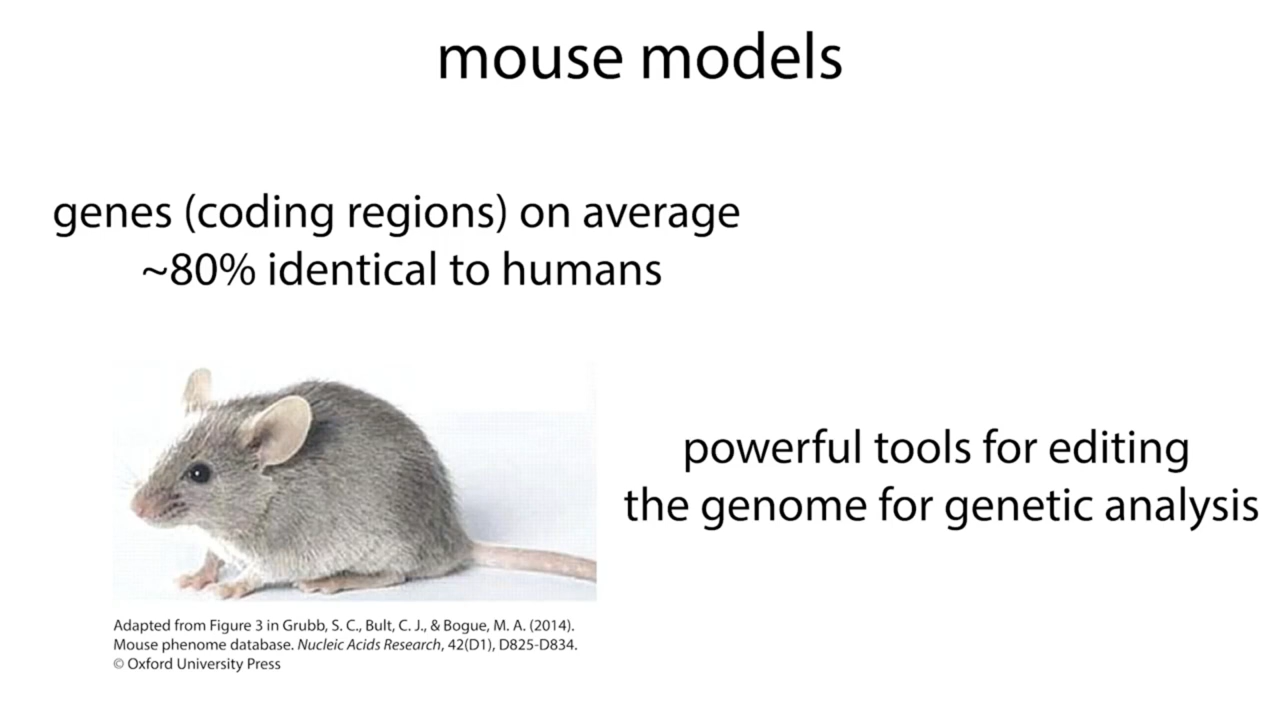 mouse models
genes (coding regions) on average
~80% identical to humans
powerful tools for editing
the genome for genetic analysis
Adapted from Figure 3 in Grubb, S. C., Bult, C. J., & Bogue, M. A. (2014).
Mouse phenome database. Nucleic Acids Research, 42(D1), D825-D834.
© Oxford University Press